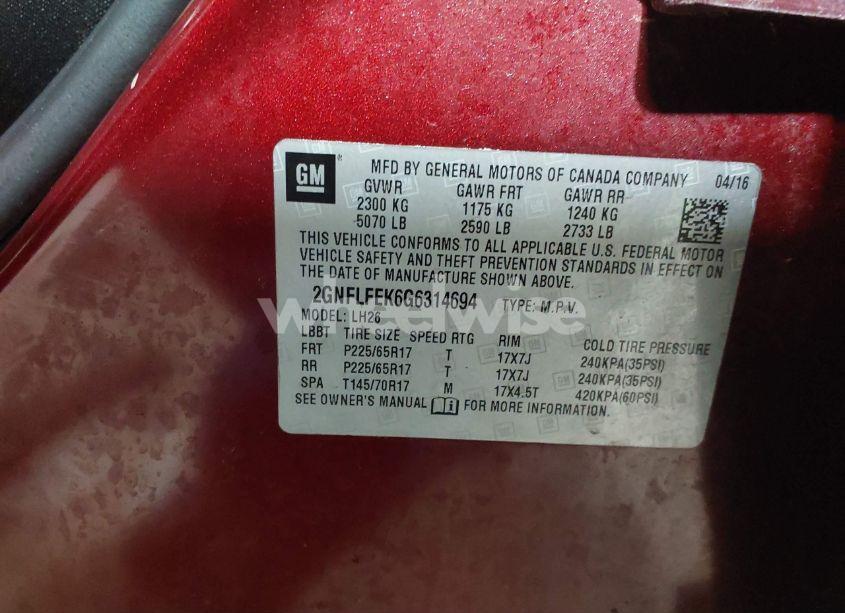 GM ® MFD BY GENERAL MOTORS OF CANADA COMPANY 04/16
GVWR GAWR FRT GAWR RR
2300 KG 1175 KG 1240 KG
5070 LB 2590 LB 2733 LB
THIS VEHICLE CONFORMS TO ALL APPLICABLE U.S. FEDERAL MOTOR
VEHICLE SAFETY AND THEFT PREVENTION STANDARDS IN EFFECT ON
THE DATE OF MANUFACTURE SHOWN ABOVE.
2GNFLFEK6G6314694 TYPE: M.P.V.
wheelwise
MODEL: LH26
LBBT TIRE SIZE SPEED RTG RIM COLD TIRE PRESSURE
FRT P225/65R17 T 17X7J 240KPA(35PSI)
RR P225/65R17 T 17X7J 240KPA(35PSI)
SPA T145/70R17 M 17X4.5T 420KPA(60PSI)
SEE OWNER'S MANUAL FOR MORE INFORMATION.